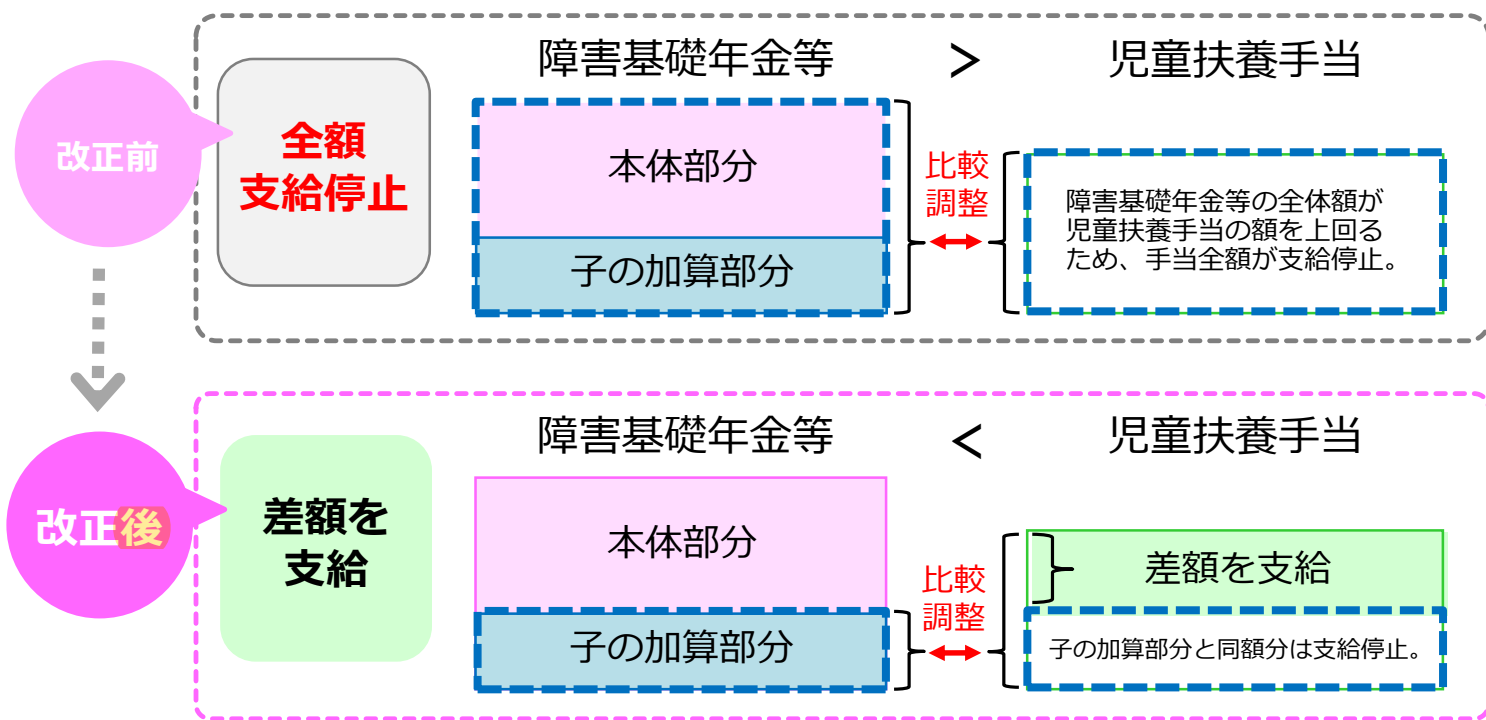 障害基礎年金等 > 児童扶養手当
改正前
全額
支給停止
本体部分
子の加算部分
比較
調整
障害基礎年金等の全体額が
児童扶養手当の額を上回る
ため、手当全額が支給停止。
障害基礎年金等 < 児童扶養手当
改正後
差額を
支給
本体部分
子の加算部分
比較
調整
差額を支給
子の加算部分と同額分は支給停止。